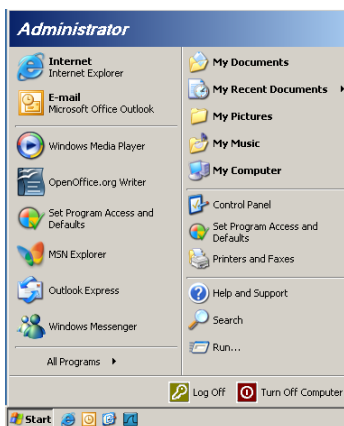 Administrator
Internet
Internet Explorer
E-mail
Microsoft Office Outlook
Windows Media Player
OpenOffice.org Writer
Set Program Access and
Defaults
MSN Explorer
Outlook Express
Windows Messenger
All Programs
My Documents
My Recent Documents
My Pictures
My Music
My Computer
Control Panel
Set Program Access and
Defaults
Printers and Faxes
Help and Support
Search
Run...
Log Off
Turn Off Computer
Start